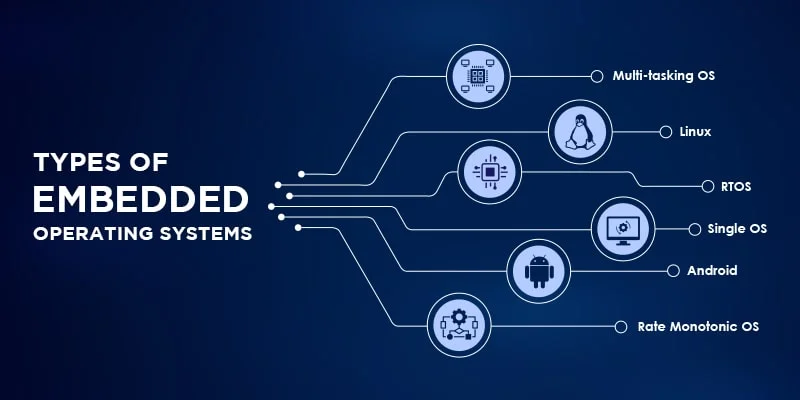 TYPES OF
EMBEDDED
OPERATING SYSTEMS
Multi-tasking OS
Linux
RTOS
Single OS
Android
Rate Monotonic OS